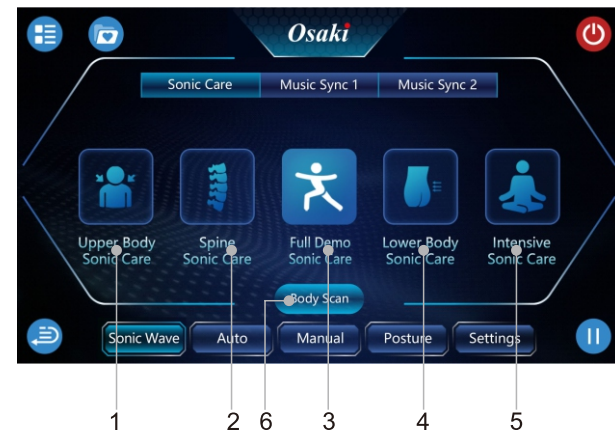 Osaki
Sonic Care Music Sync 1 Music Sync 2
Upper Body Spine Full Demo Lower Body Intensive
Sonic Care Sonic Care Sonic Care Sonic Care Sonic Care
Body Scan
Sonic Wave Auto Manual Posture Settings
1 2 6 3 4 5